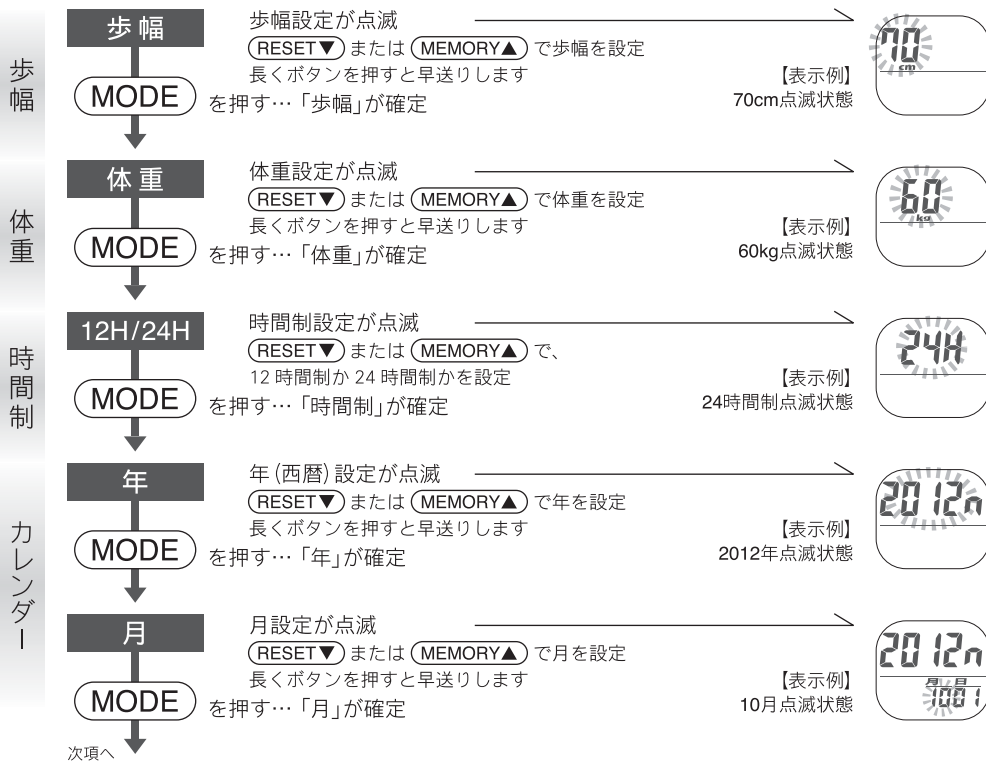 歩幅
歩幅
歩幅設定が点滅
RESET▼ または MEMORY▲ で歩幅を設定
長くボタンを押すと早送りします
MODE を押す…「歩幅」が確定
【表示例】
70cm点滅状態
70
cm
体重
体重
体重設定が点滅
RESET▼ または MEMORY▲ で体重を設定
長くボタンを押すと早送りします
MODE を押す…「体重」が確定
【表示例】
60kg点滅状態
60
kg
時間制
12H/24H
時間制設定が点滅
RESET▼ または MEMORY▲ で、
12時間制か24時間制かを設定
MODE を押す…「時間制」が確定
【表示例】
24時間制点滅状態
24H
カレンダー
年
年(西暦)設定が点滅
RESET▼ または MEMORY▲ で年を設定
長くボタンを押すと早送りします
MODE を押す…「年」が確定
【表示例】
2012年点滅状態
2012n
月
月設定が点滅
RESET▼ または MEMORY▲ で月を設定
長くボタンを押すと早送りします
MODE を押す…「月」が確定
【表示例】
10月点滅状態
2012n
月 日
1001
次項へ